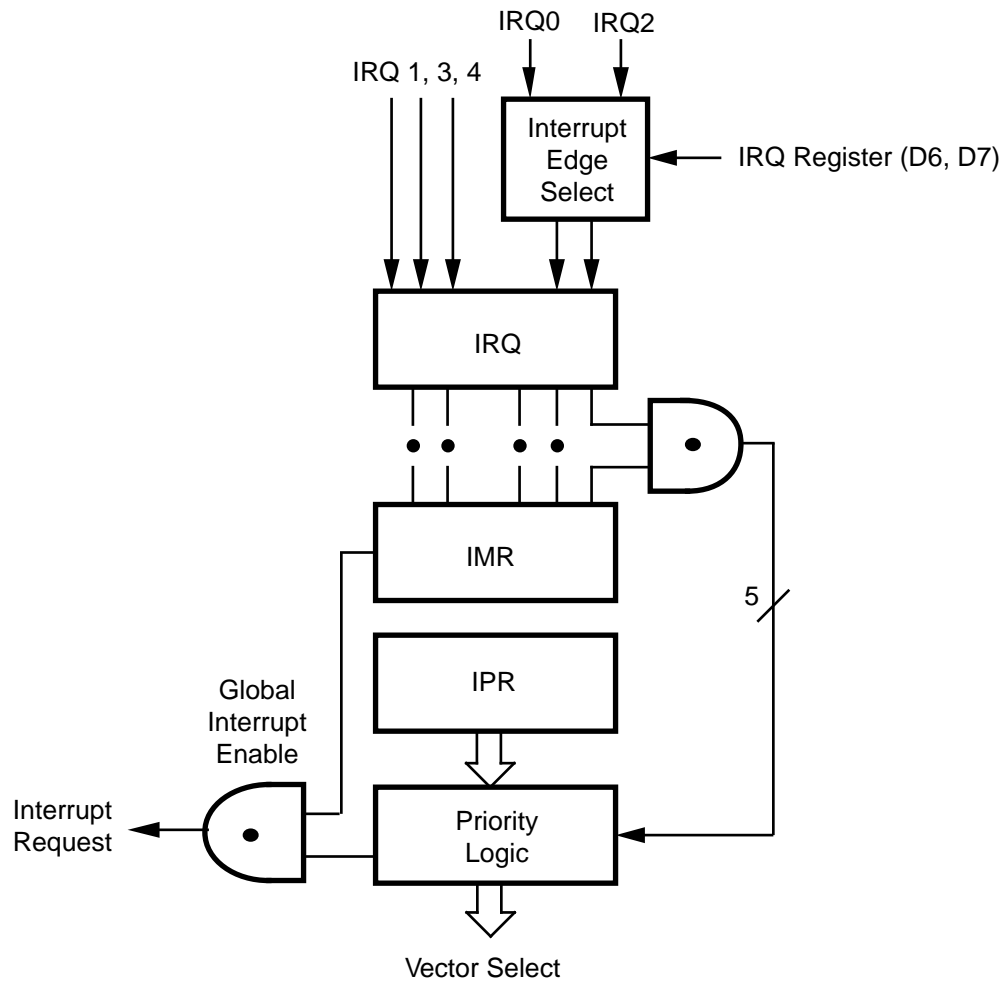 IRQ0
IRQ2
IRQ 1, 3, 4
Interrupt
Edge
Select
IRQ Register (D6, D7)
IRQ
IMR
5
IPR
Global
Interrupt
Enable
Interrupt
Request
Priority
Logic
Vector Select